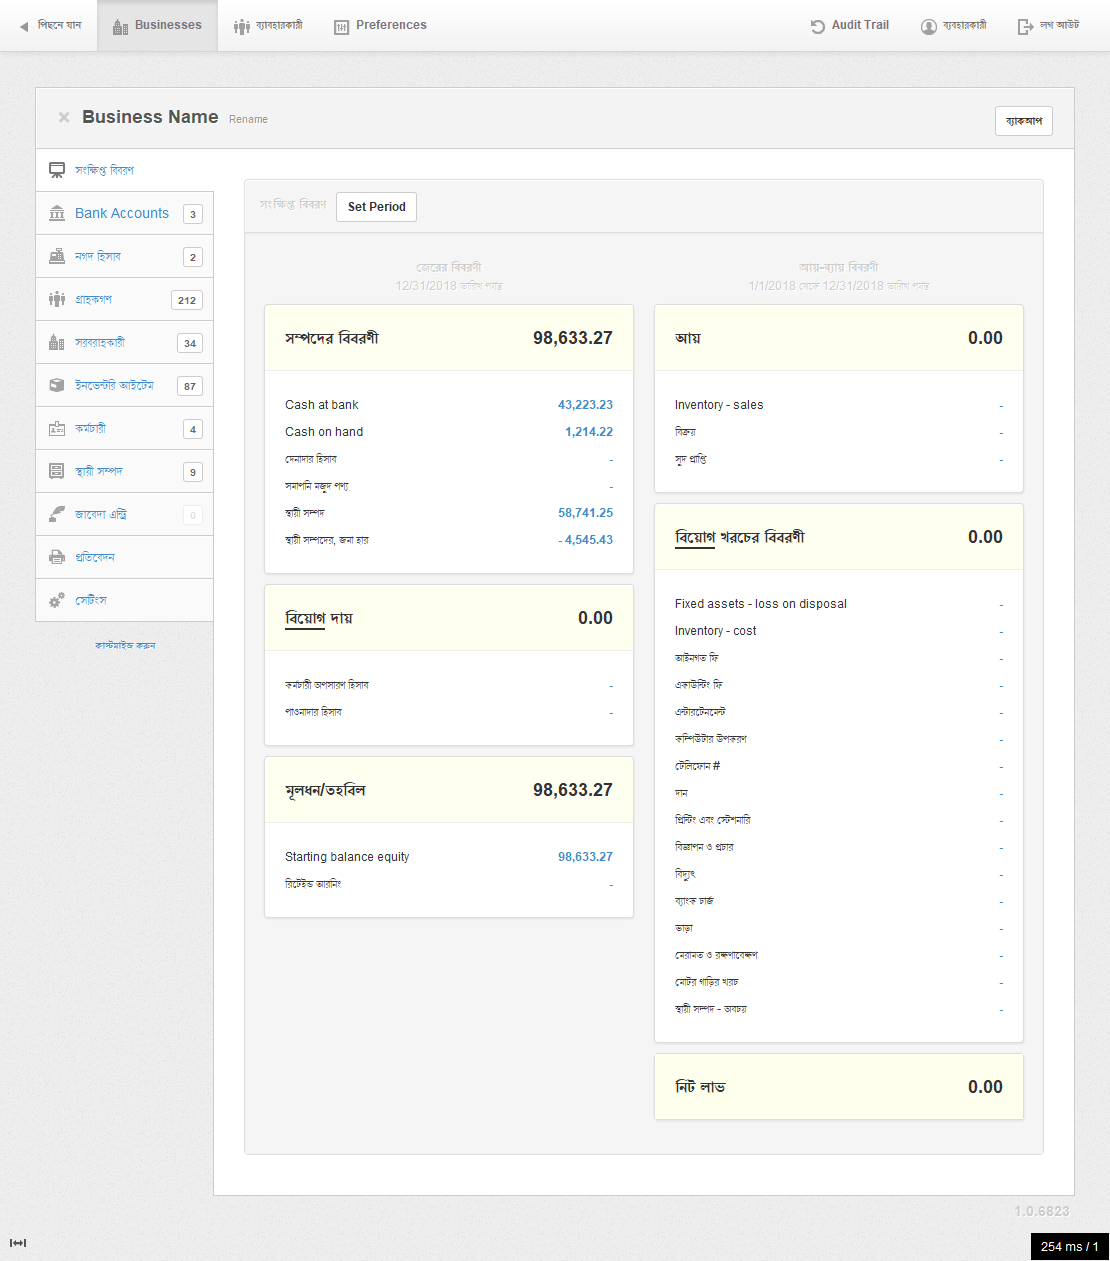 পিছনে যান
Businesses
ব্যাবহারকারী
Preferences
Audit Trail
ব্যবহারকারী
লগ আউট
× Business Name Rename
ব্যাকআপ
সংক্ষিপ্ত বিবরণ
Bank Accounts 3
নগদ হিসাব 2
গ্রাহকগণ 212
সরবরাহকারী 34
ইনভেন্টরি আইটেম 87
কর্মচারী 4
স্থায়ী সম্পদ 9
জাবেদা এন্ট্রি 0
প্রতিবেদন
সেটিংস
কাস্টমাইজ করুন
সংক্ষিপ্ত বিবরণ Set Period
জেরের বিবরণী
12/31/2018 তারিখ পর্যন্ত
সম্পদের বিবরণী 98,633.27
Cash at bank 43,223.23
Cash on hand 1,214.22
দেনাদার হিসাব -
সমাপনি মজুদ পণ্য -
স্থায়ী সম্পদ 58,741.25
স্থায়ী সম্পদের, জমা হার - 4,545.43
বিয়োগ দায় 0.00
কর্মচারী অপসারণ হিসাব -
পাওনাদার হিসাব -
মূলধন/তহবিল 98,633.27
Starting balance equity 98,633.27
রিটেইন্ড আরনিং -
আয়-ব্যায় বিবরণী
1/1/2018 থেকে 12/31/2018 তারিখ পর্যন্ত
আয় 0.00
Inventory - sales -
বিক্রয় -
সুদ প্রাপ্তি -
বিয়োগ খরচের বিবরণী 0.00
Fixed assets - loss on disposal -
Inventory - cost -
আইনগত ফি -
একাউন্টিং ফি -
এন্টারটেনমেন্ট -
কম্পিউটার উপকরণ -
টেলিফোন # -
দান -
প্রিন্টিং এবং স্টেশনারি -
বিজ্ঞাপন ও প্রচার -
বিদ্যুৎ -
ব্যাংক চার্জ -
ভাড়া -
মেরামত ও রক্ষণাবেক্ষণ -
মোটর গাড়ির খরচ -
স্থায়ী সম্পদ - অবচয় -
নিট লাভ 0.00
1.0.6823
254 ms / 1